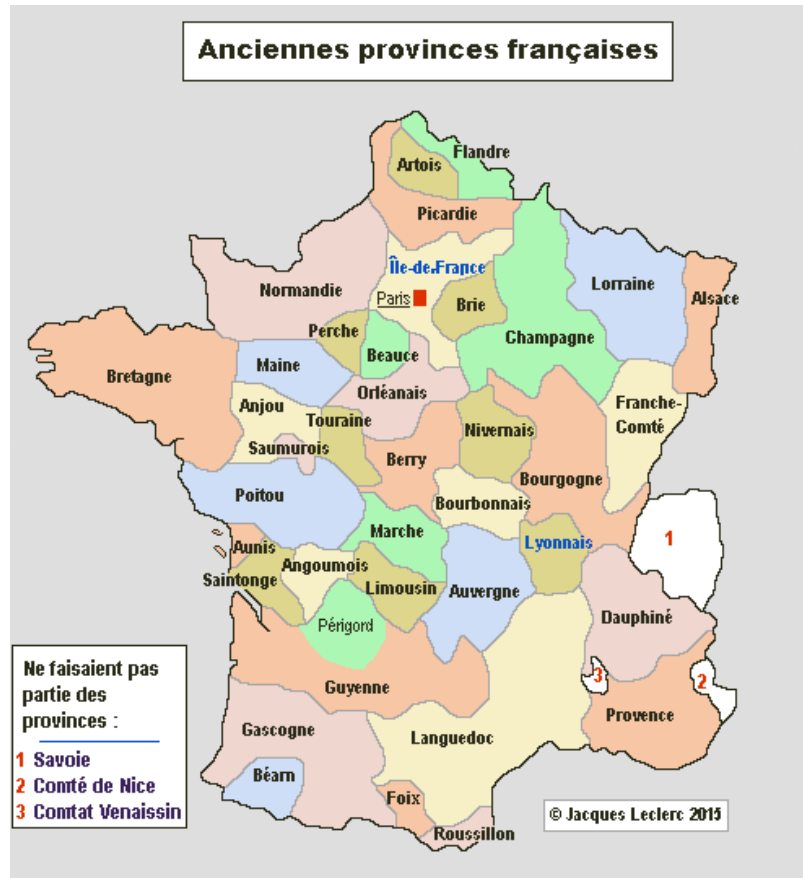 Anciennes provinces françaises
Flandre
Artois
Picardie
Île-de-France
Lorraine
Normandie
Paris
Brie
Alsace
Perche
Beauce
Champagne
Maine
Bretagne
Orléanais
Anjou
Franche-
Comté
Touraine
Nivernais
Saumurois
Berry
Bourgogne
Poitou
Bourbonnais
Marche
Lyonnais
1
Aunis
Angoumois
Saintonge
Limousin
Auvergne
Périgord
Dauphiné
Ne faisaient pas
partie des
provinces :
1 Savoie
2 Comté de Nice
3 Comtat Venaissin
3
2
Guyenne
Provence
Gascogne
Languedoc
Béarn
Foix
Roussillon
© Jacques Leclerc 2015